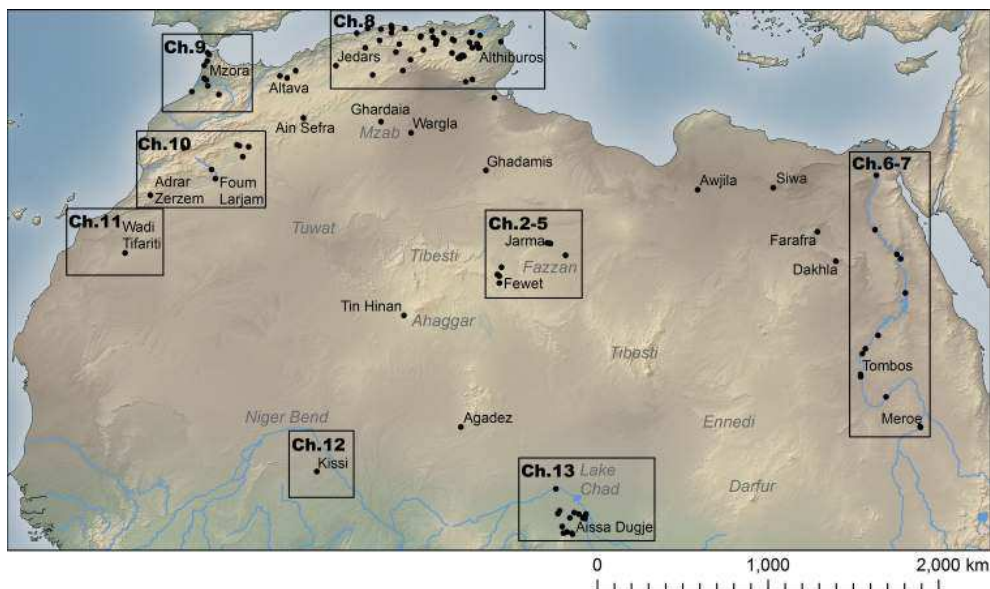 Ch.8
Ch.9
Mzora
Jedars
Althiburos
Altava
Ghardaia
Ain Sefra
Mzab
Wargla
Ch.10
Ch.6-7
Ghadamis
Adrar
Zerzem
Foum
Larjam
Awjila
Siwa
Ch.11
Wadi
Tifariti
Ch.2-5
Tuwat
Jarma
Farafra
Tibesti
Fazzan
Dakhla
Fewet
Tin Hinan
Ahaggar
Tibesti
Tombos
Niger Bend
Agadez
Ennedi
Meroe
Ch.12
Kissi
Ch.13
Lake
Chad
Darfur
Aissa Dugje
0 1,000 2,000 km